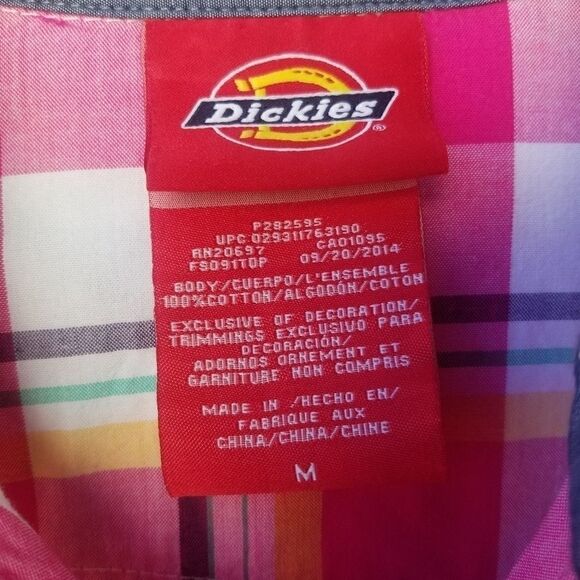 Dickies
®
P282595
UPC 029311763190
RN20697 CA01095
FS091TDP 09/20/2014
BODY/CUERPO/L'ENSEMBLE
100%COTTON/ALGODÓN/COTON
EXCLUSIVE OF DECORATION/
TRIMMINGS EXCLUSIVO PARA
DECORACIÓN/
ADORNOS ORNEMENT ET
GARNITURE NON COMPRIS
MADE IN /HECHO EN/
FABRIQUE AUX
CHINA/CHINA/CHINE
M